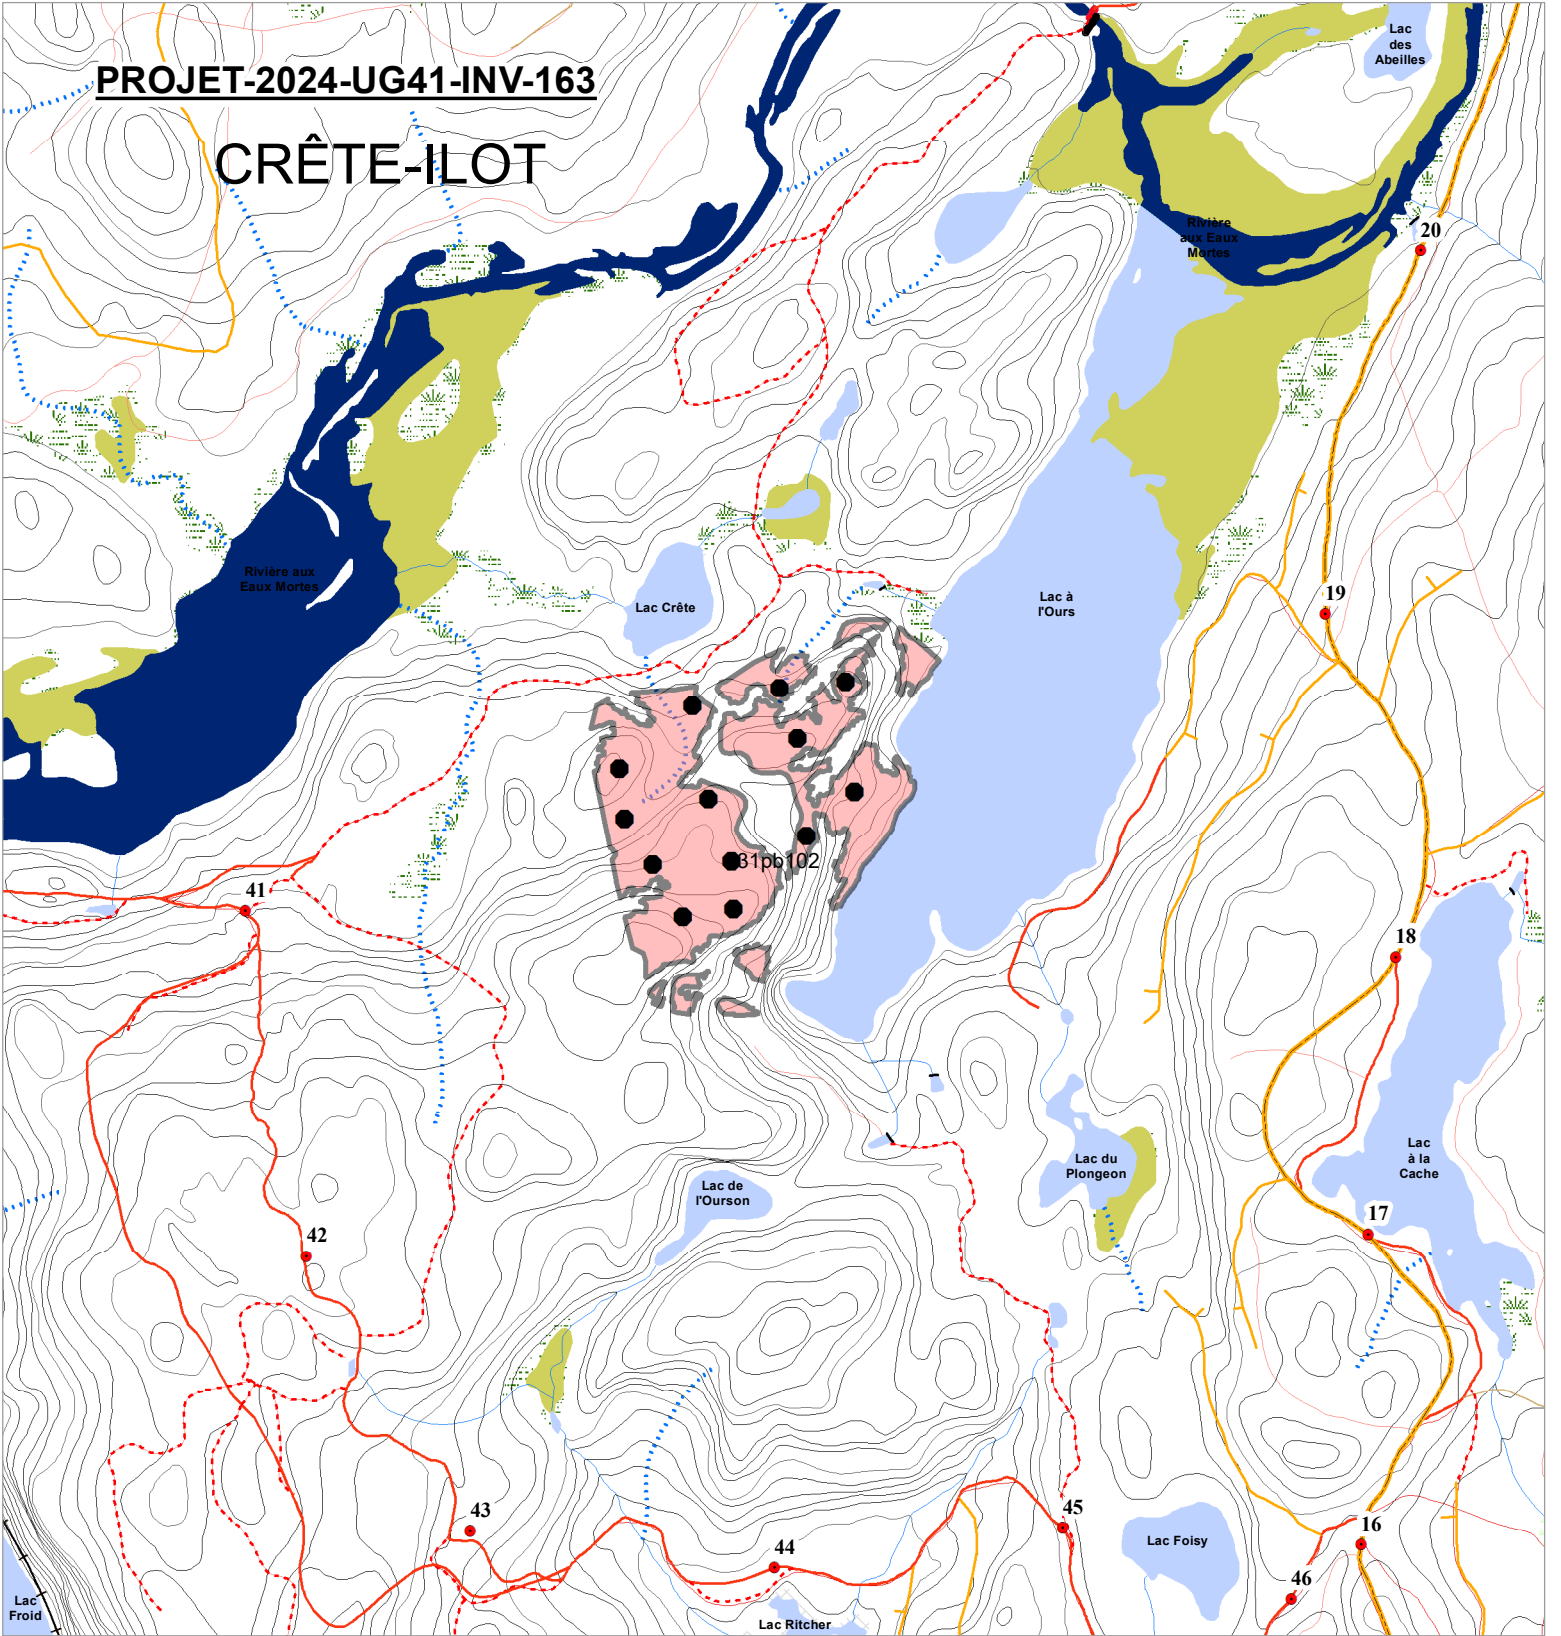 Lac
des
Abeilles
PROJET-2024-UG41-INV-163
CRÊTE-ILOT
Rivière
aux Eaux
Mortes
20
Rivière aux
Eaux Mortes
Lac Crête
Lac à
l'Ours
19
31pb102
41
18
Lac du
Plongeon
Lac
à la
Cache
Lac de
l'Ourson
17
42
43
45
16
44
Lac Foisy
46
Lac
Froid
Lac Ritcher